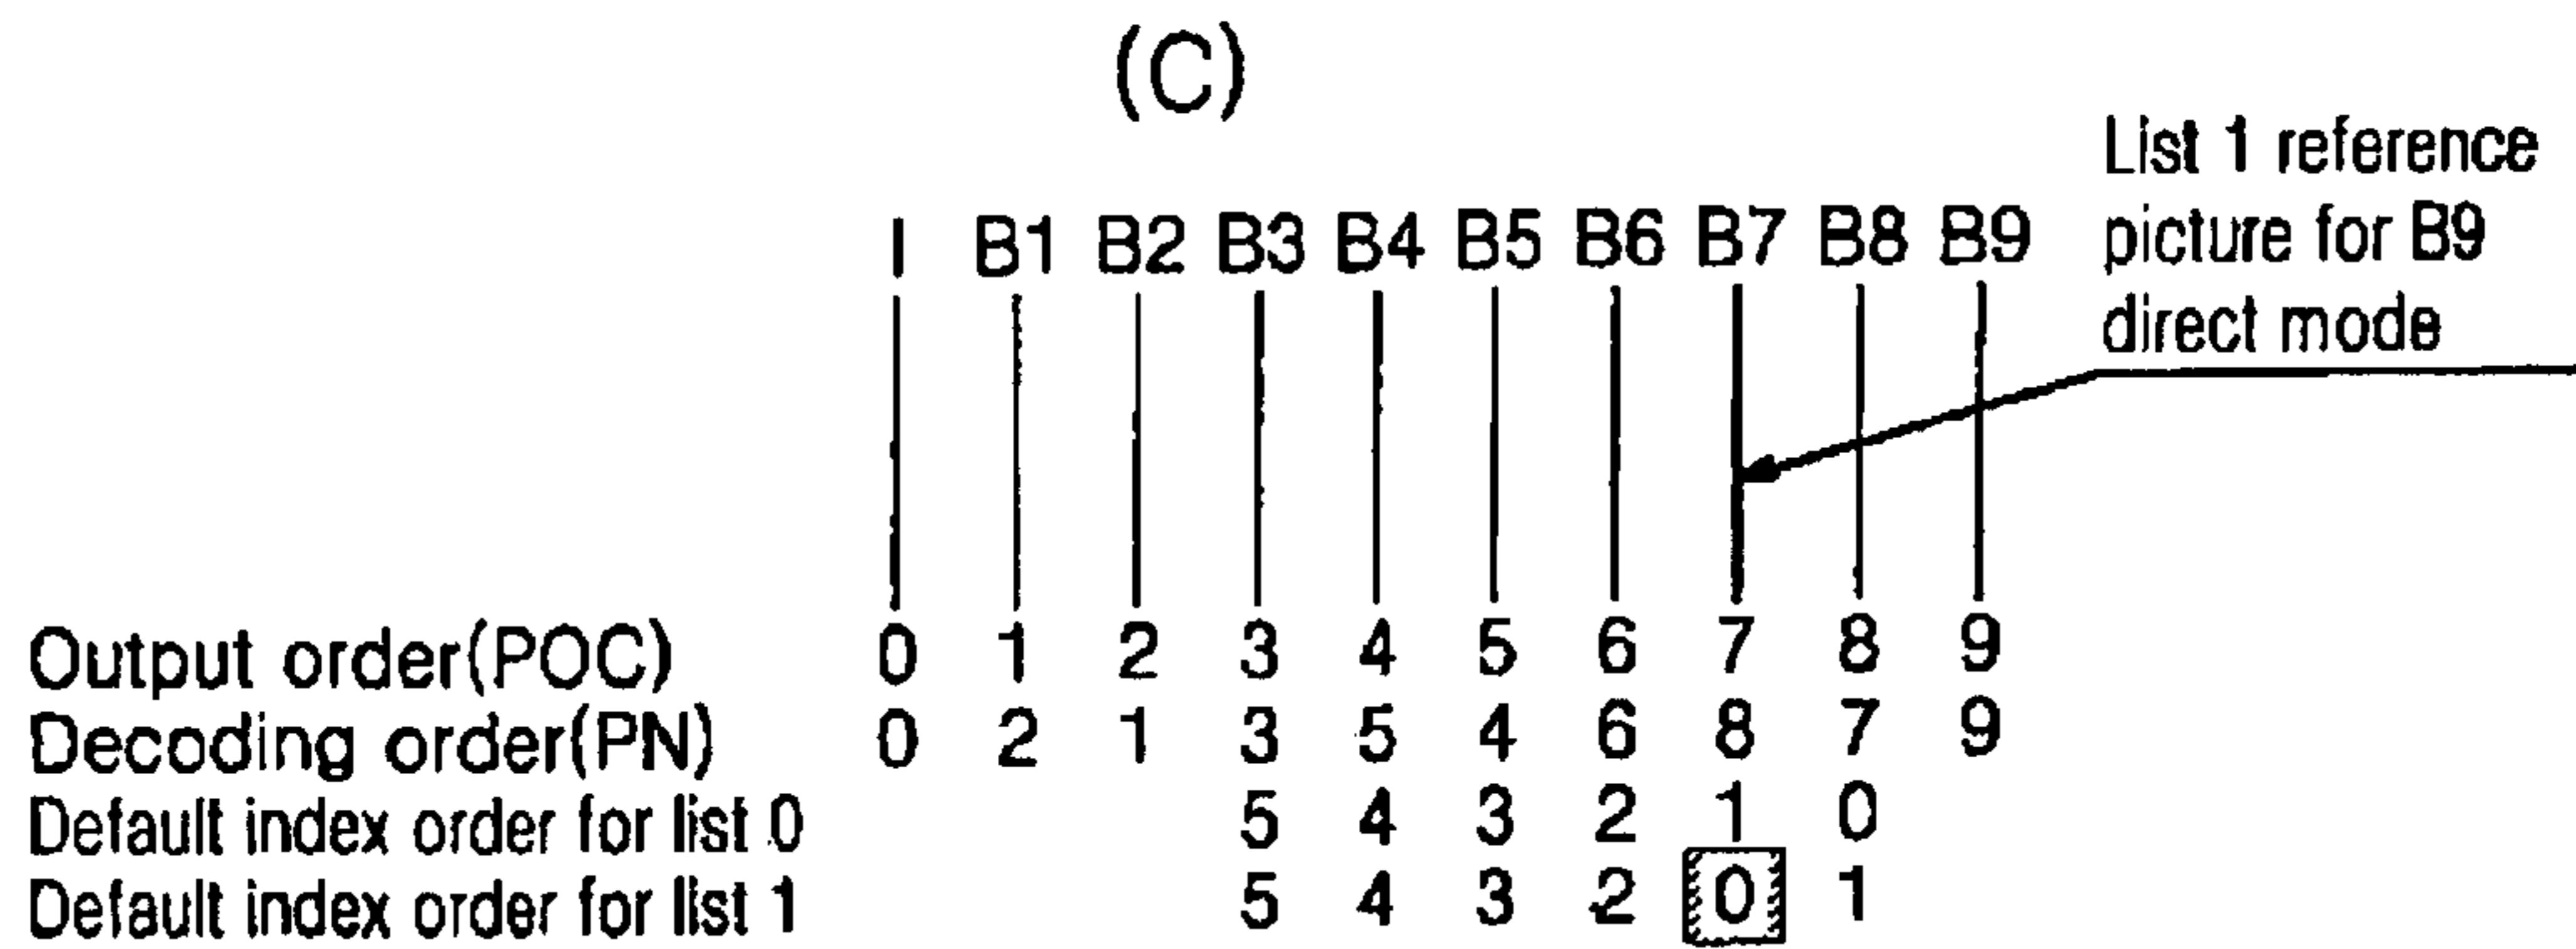 (C)
List 1 reference
picture for B9
direct mode
I B1 B2 B3 B4 B5 B6 B7 B8 B9
Output order(POC) 0 1 2 3 4 5 6 7 8 9
Decoding order(PN) 0 2 1 3 5 4 6 8 7 9
Default index order for list 0 5 4 3 2 1 0
Default index order for list 1 5 4 3 2 0 1